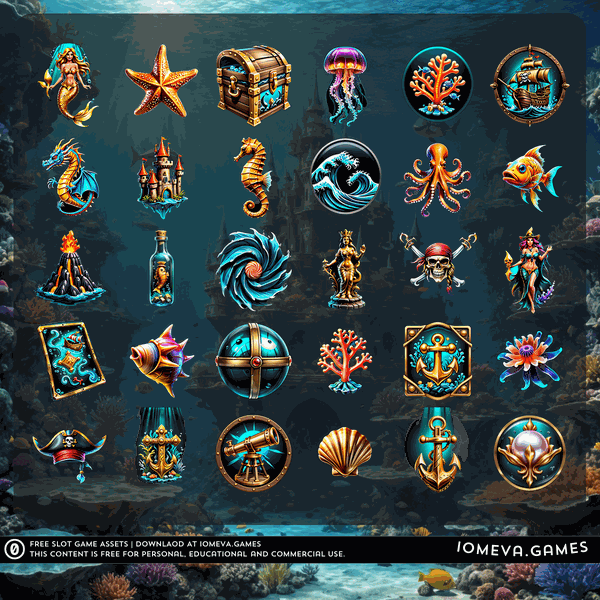 FREE SLOT GAME ASSETS | DOWNLAOD AT IOMEVA.GAMES
THIS CONTENT IS FREE FOR PERSONAL, EDUCATIONAL AND COMMERCIAL USE.
IOMEVA.GAMES